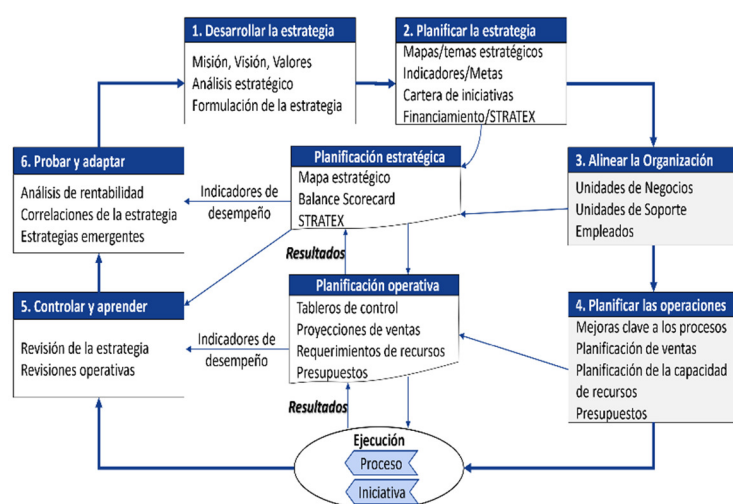 1. Desarrollar la estrategia
Misión, Visión, Valores
Análisis estratégico
Formulación de la estrategia
2. Planificar la estrategia
Mapas/temas estratégicos
Indicadores/Metas
Cartera de iniciativas
Financiamiento/STRATEX
6. Probar y adaptar
Análisis de rentabilidad
Correlaciones de la estrategia
Estrategias emergentes
Indicadores de
desempeño
Planificación estratégica
Mapa estratégico
Balance Scorecard
STRATEX
3. Alinear la Organización
Unidades de Negocios
Unidades de Soporte
Empleados
Resultados
5. Controlar y aprender
Revisión de la estrategia
Revisiones operativas
Indicadores de
desempeño
Planificación operativa
Tableros de control
Proyecciones de ventas
Requerimientos de recursos
Presupuestos
4. Planificar las operaciones
Mejoras clave a los procesos
Planificación de ventas
Planificación de la capacidad
de recursos
Presupuestos
Resultados
Ejecución
Proceso
Iniciativa